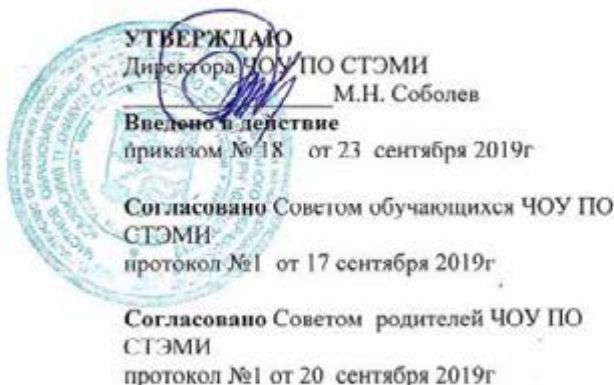 УТВЕРЖДАЮ
Директора ЧОУ ПО СТЭМИ
М.Н. Соболев
Введено в действие
приказом № 18 от 23 сентября 2019г
Согласовано Советом обучающихся ЧОУ ПО
СТЭМИ
протокол №1 от 17 сентября 2019г
Согласовано Советом родителей ЧОУ ПО
СТЭМИ
протокол №1 от 20 сентября 2019г